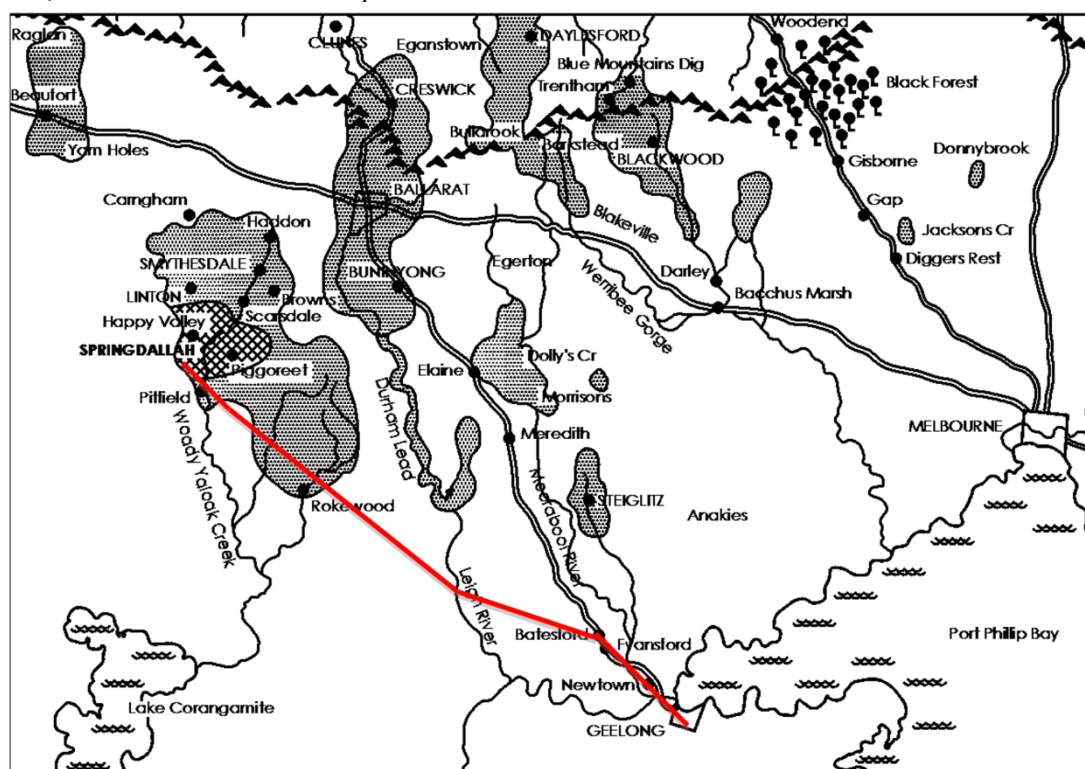 Woodend
Raglan
CLUNES
Eganstown
DAYLESFORD
Blue Mountains Dig
Trentham
Black Forest
Beaufort
CRESWICK
Bullarook
Barkstead
Yam Holes
BLACKWOOD
Gisborne
Donnybrook
BALLARAT
Carngham
Blakeville
Gap
Haddon
Jacksons Cr
SMYTHESDALE
BUNINYONG
Egerton
Werribee Gorge
Darley
Diggers Rest
LINTON
Browns
Bacchus Marsh
Scarsdale
Happy Valley
SPRINGDALLAH
Piggoreet
Elaine
Dolly's Cr
Pitfield
Durham Lead
Morrisons
MELBOURNE
Woady Yaloak Creek
Meredith
Moorabool River
Rokewood
STEIGLITZ
Anakies
Leigh River
Batesford
Fyansford
Port Phillip Bay
Newtown
Lake Corangamite
GEELONG